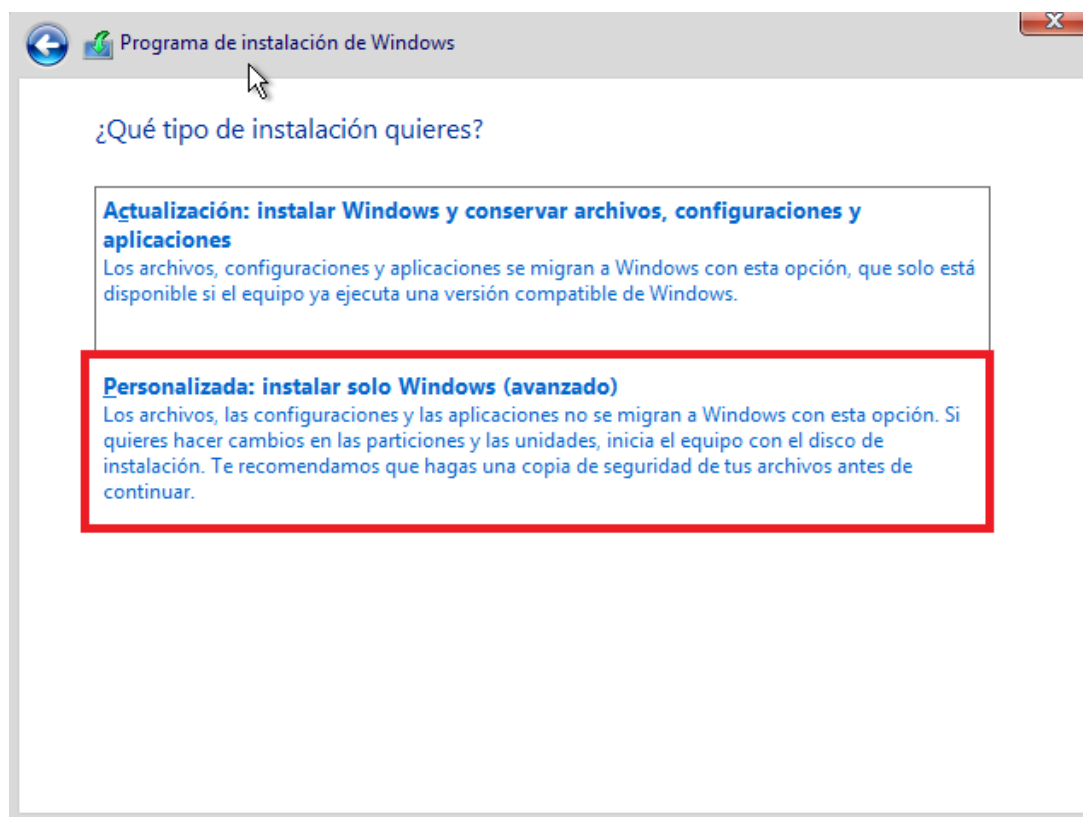 Programa de instalación de Windows
¿Qué tipo de instalación quieres?
Actualización: instalar Windows y conservar archivos, configuraciones y
aplicaciones
Los archivos, configuraciones y aplicaciones se migran a Windows con esta opción, que solo está
disponible si el equipo ya ejecuta una versión compatible de Windows.
Personalizada: instalar solo Windows (avanzado)
Los archivos, las configuraciones y las aplicaciones no se migran a Windows con esta opción. Si
quieres hacer cambios en las particiones y las unidades, inicia el equipo con el disco de
instalación. Te recomendamos que hagas una copia de seguridad de tus archivos antes de
continuar.